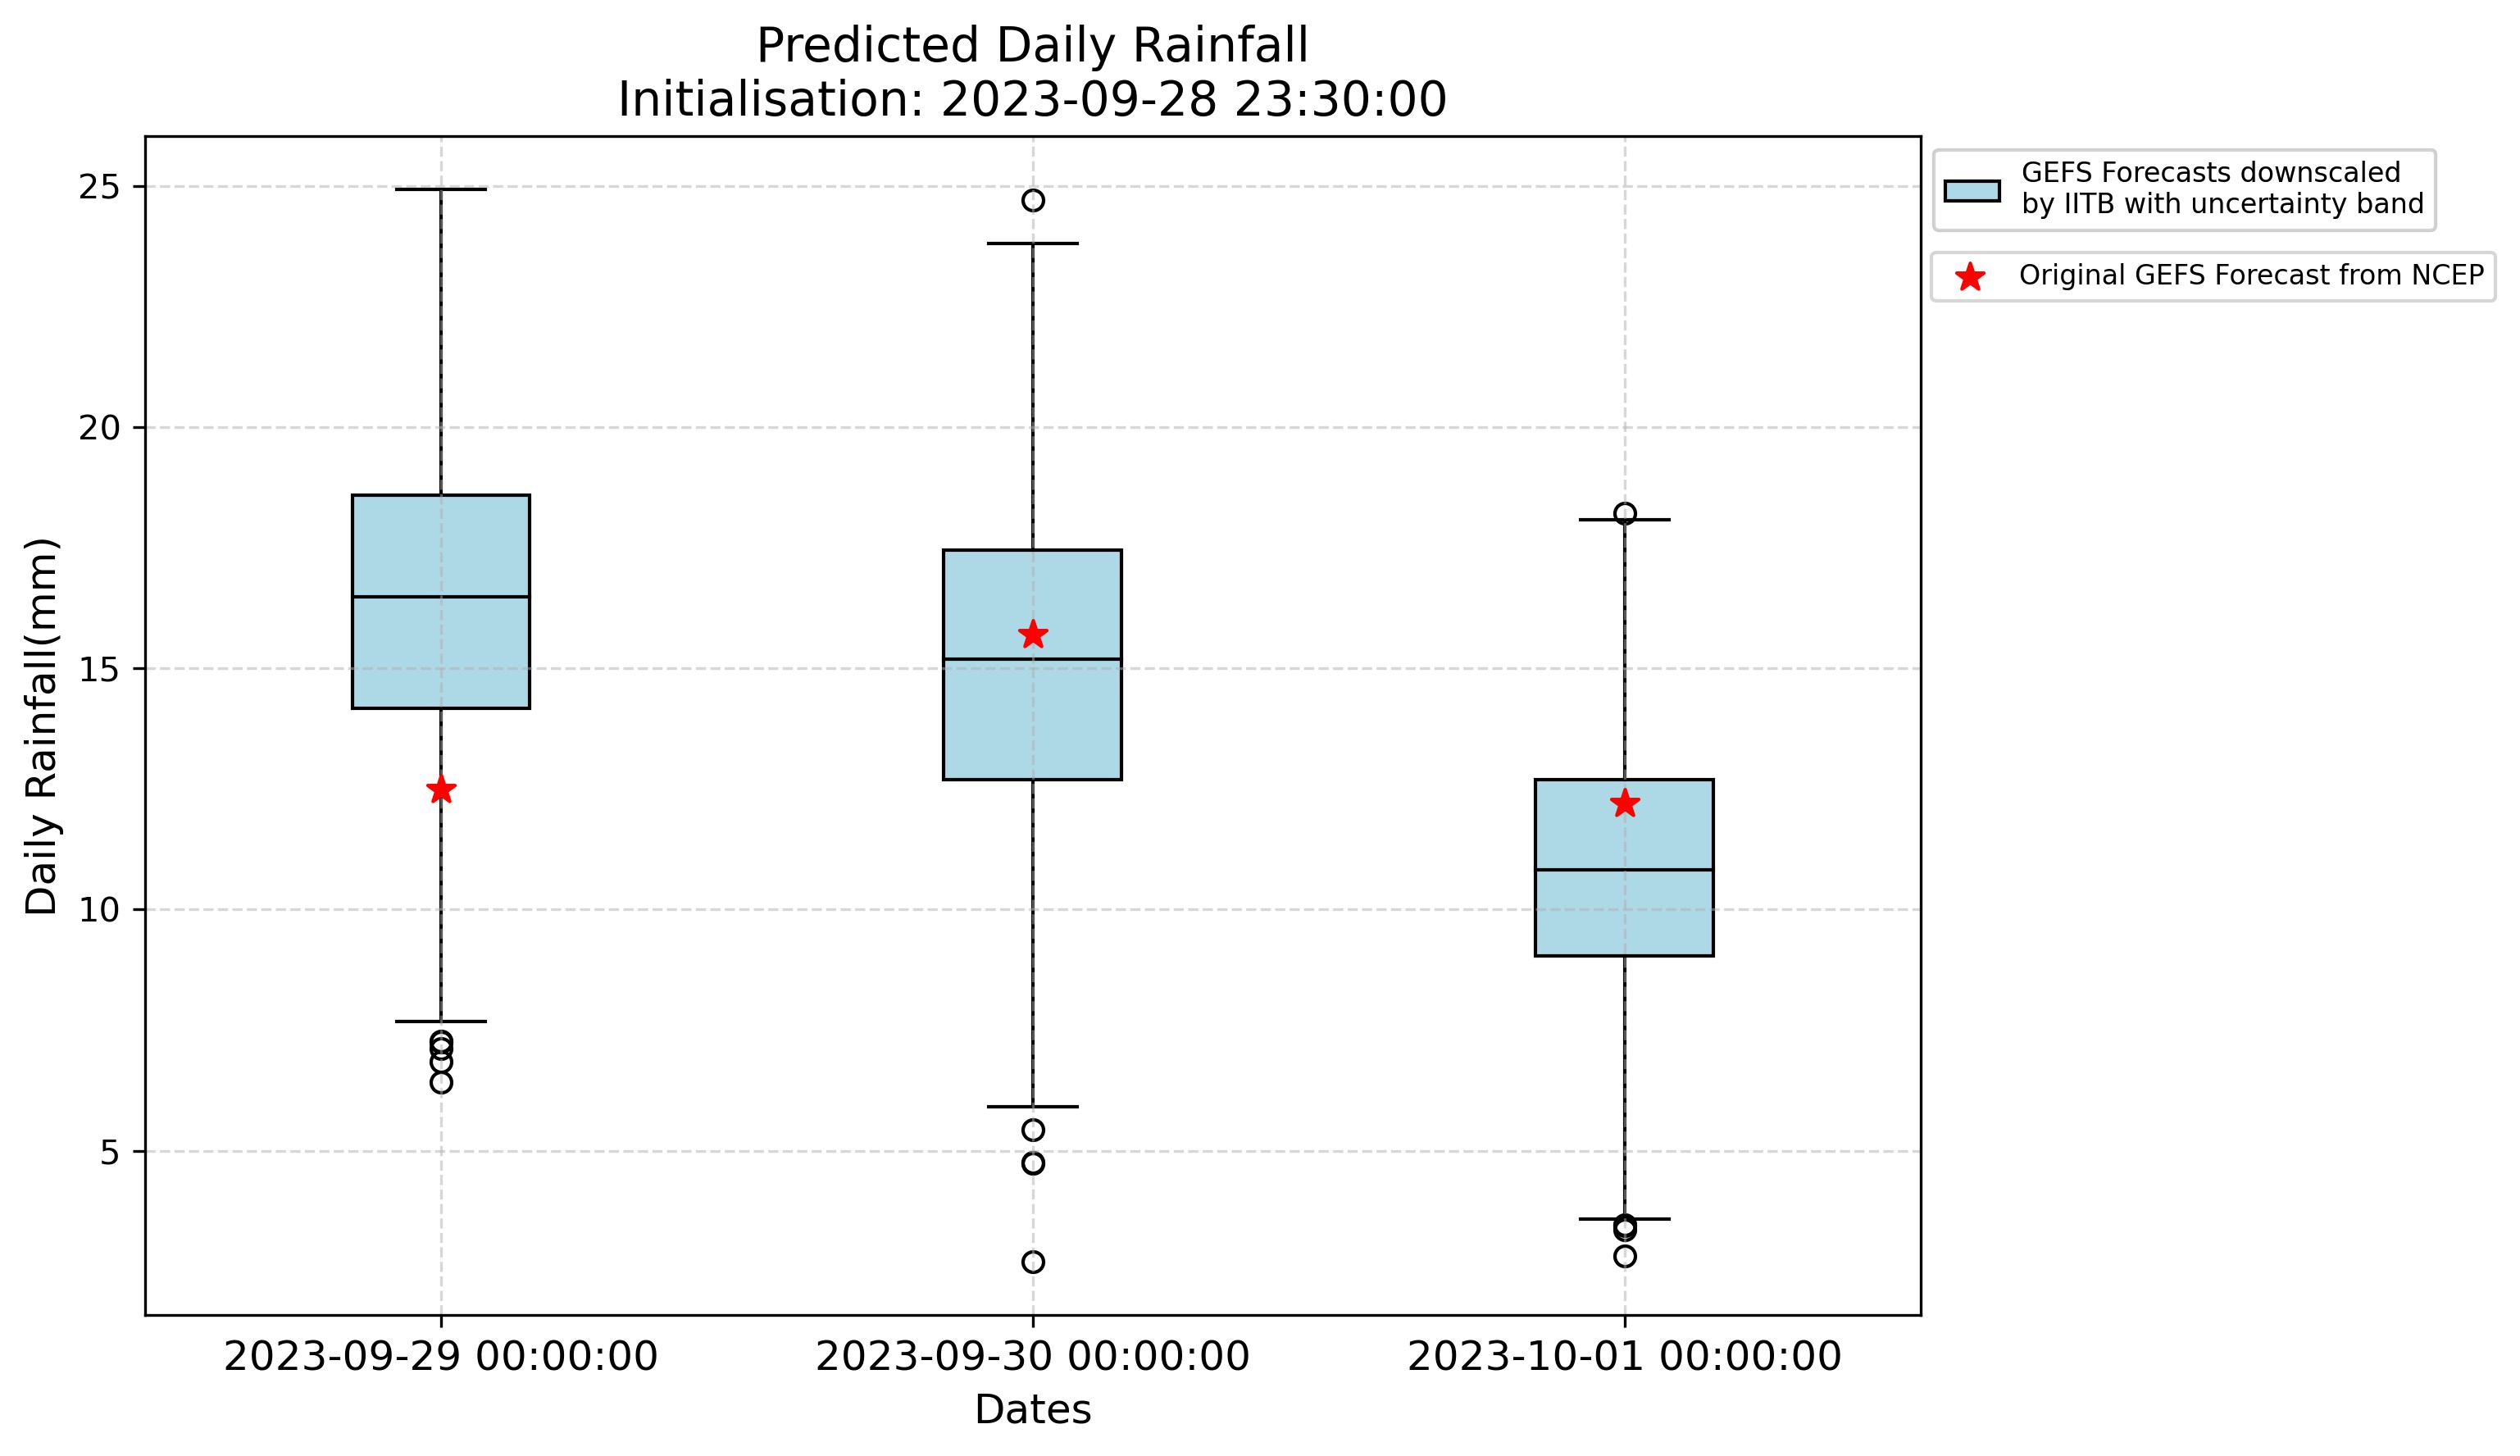 Predicted Daily Rainfall
Initialisation: 2023-09-28 23:30:00
GEFS Forecasts downscaled
by IITB with uncertainty band
Original GEFS Forecast from NCEP
Daily Rainfall(mm)
25
20
15
10
5
2023-09-29 00:00:00
2023-09-30 00:00:00
2023-10-01 00:00:00
Dates